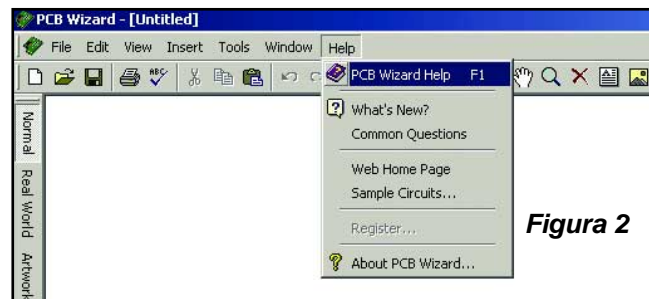 PCB Wizard - [Untitled]
File Edit View Insert Tools Window Help
PCB Wizard Help F1
What's New?
Common Questions
Web Home Page
Sample Circuits...
Register...
About PCB Wizard...
Normal
Real World
Artwork
Figura 2